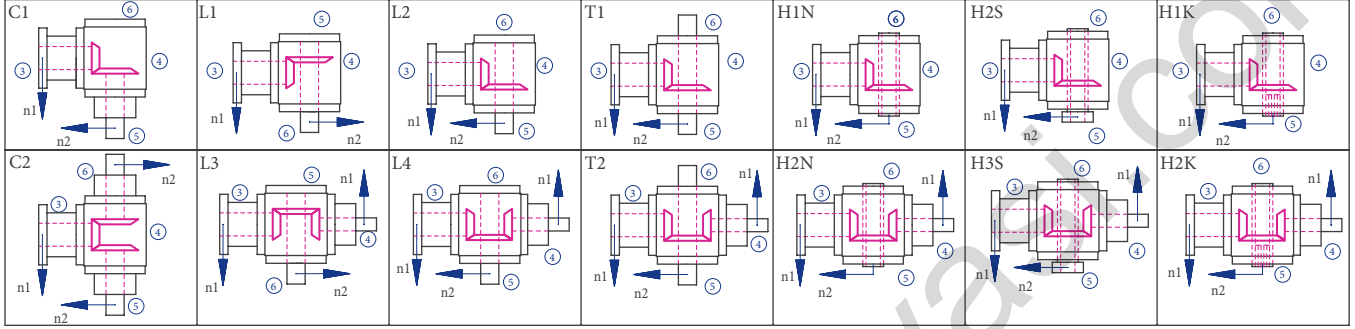 C1 6 3 4 5 n1 n2
L1 5 3 4 6 n1 n2
L2 6 3 4 5 n1 n2
T1 6 3 4 5 n1 n2
H1N 6 3 4 5 n1 n2
H2S 6 3 4 5 n1 n2
H1K 6 3 4 5 n1 n2
C2 6 n2 3 4 n1 5 n2
L3 5 n1 3 4 n1 6 n2
L4 6 n1 3 4 n1 5 n2
T2 6 n1 3 4 n1 5 n2
H2N 6 n1 3 4 n1 5 n2
H3S 6 n1 3 4 n1 5 n2
H2K 6 n1 3 4 n1 5 n2